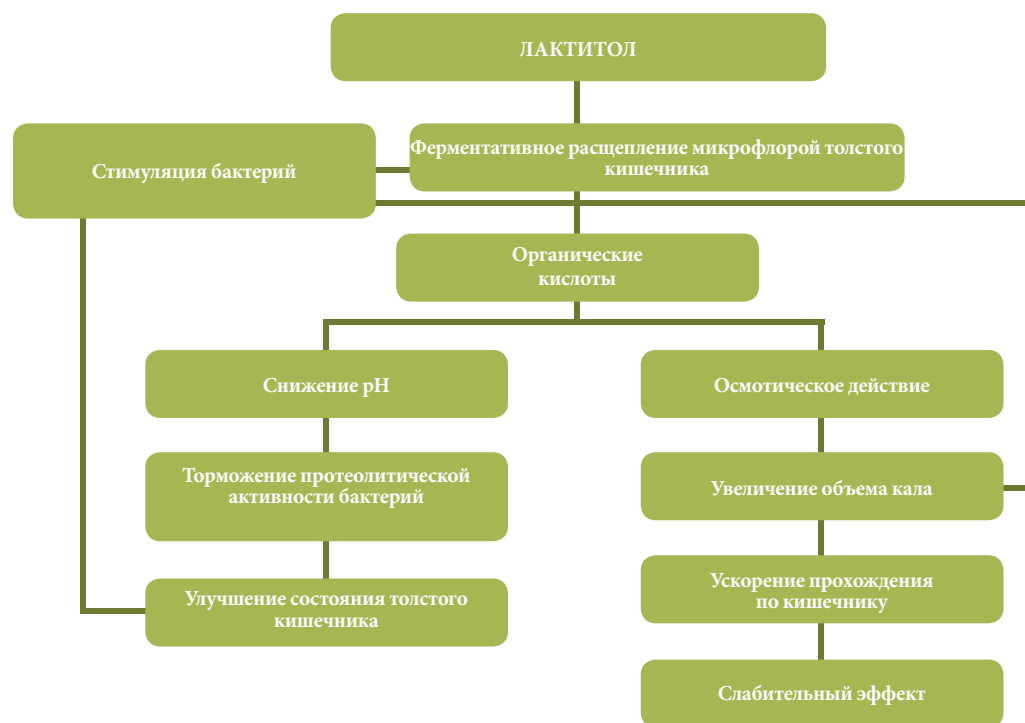 ЛАКТИТОЛ
Ферментативное расщепление микрофлорой толстого
кишечника
Стимуляция бактерий
Органические
кислоты
Снижение pH
Осмотическое действие
Торможение протеолитической
активности бактерий
Увеличение объема кала
Улучшение состояния толстого
кишечника
Ускорение прохождения
по кишечнику
Слабительный эффект